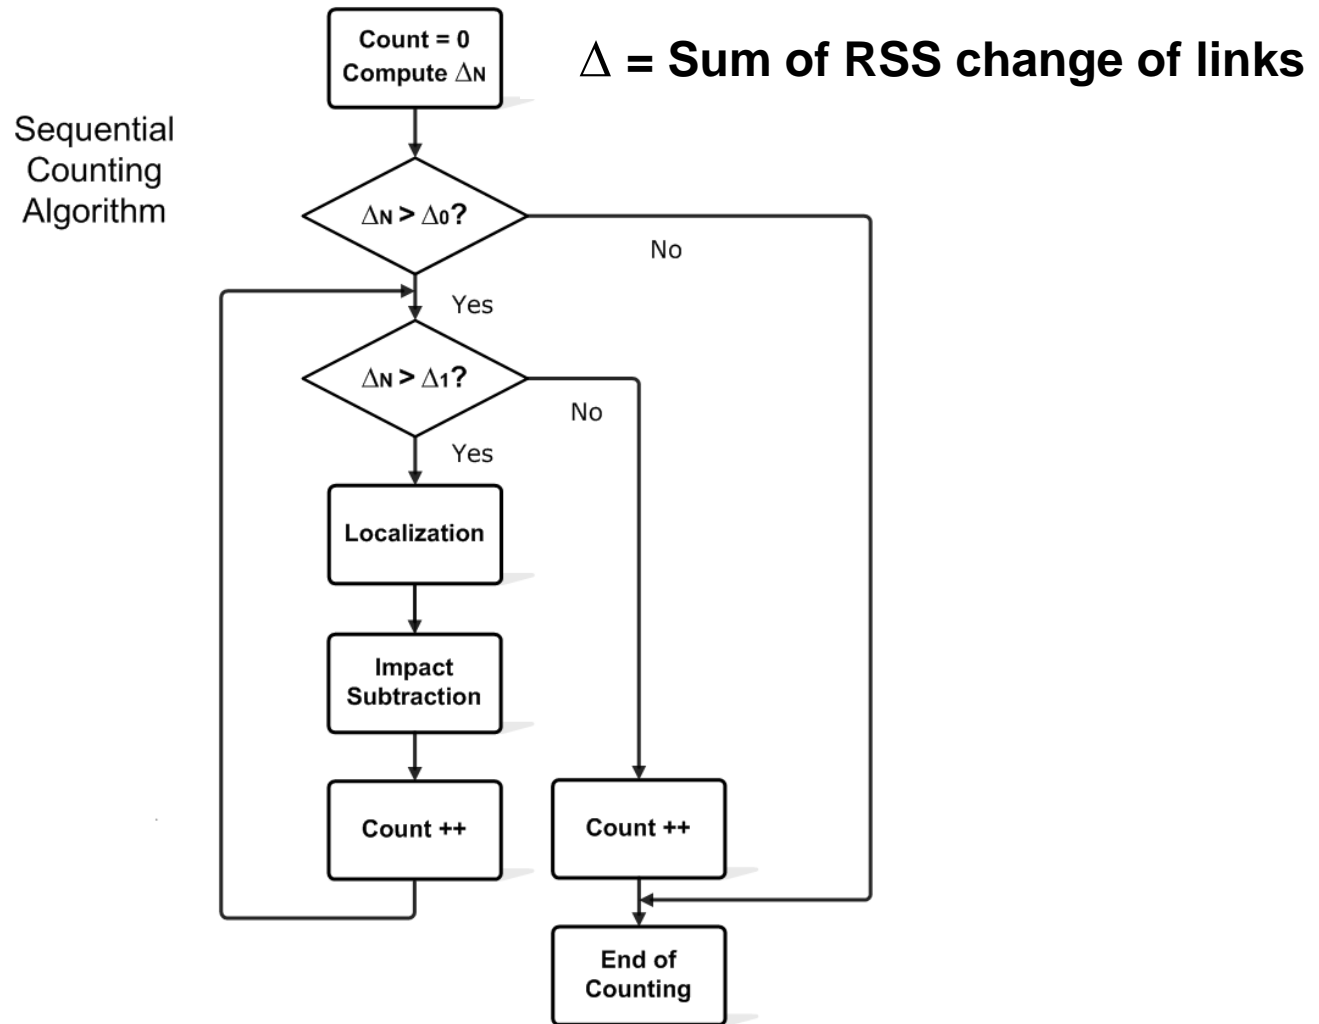 Count = 0
Compute ΔN
Δ = Sum of RSS change of links
Sequential
Counting
Algorithm
ΔN > Δ0?
No
Yes
ΔN > Δ1?
No
Yes
Localization
Impact
Subtraction
Count ++
Count ++
End of
Counting